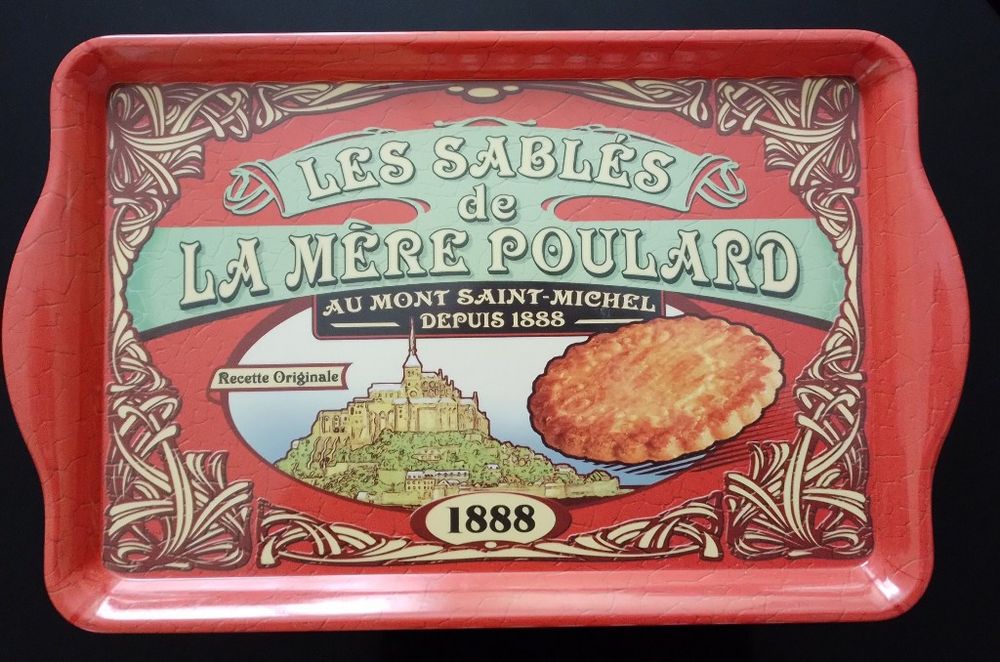 LES SABLÉS
de
LA MÈRE POULARD
AU MONT SAINT-MICHEL
DEPUIS 1888
Recette Originale
1888